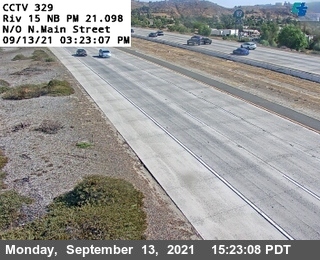 CCTV 329
Riv 15 NB PM 21.098
N/O N.Main Street
09/13/21 03:23:07 PM
Monday, September 13, 2021 15:23:08 PDT